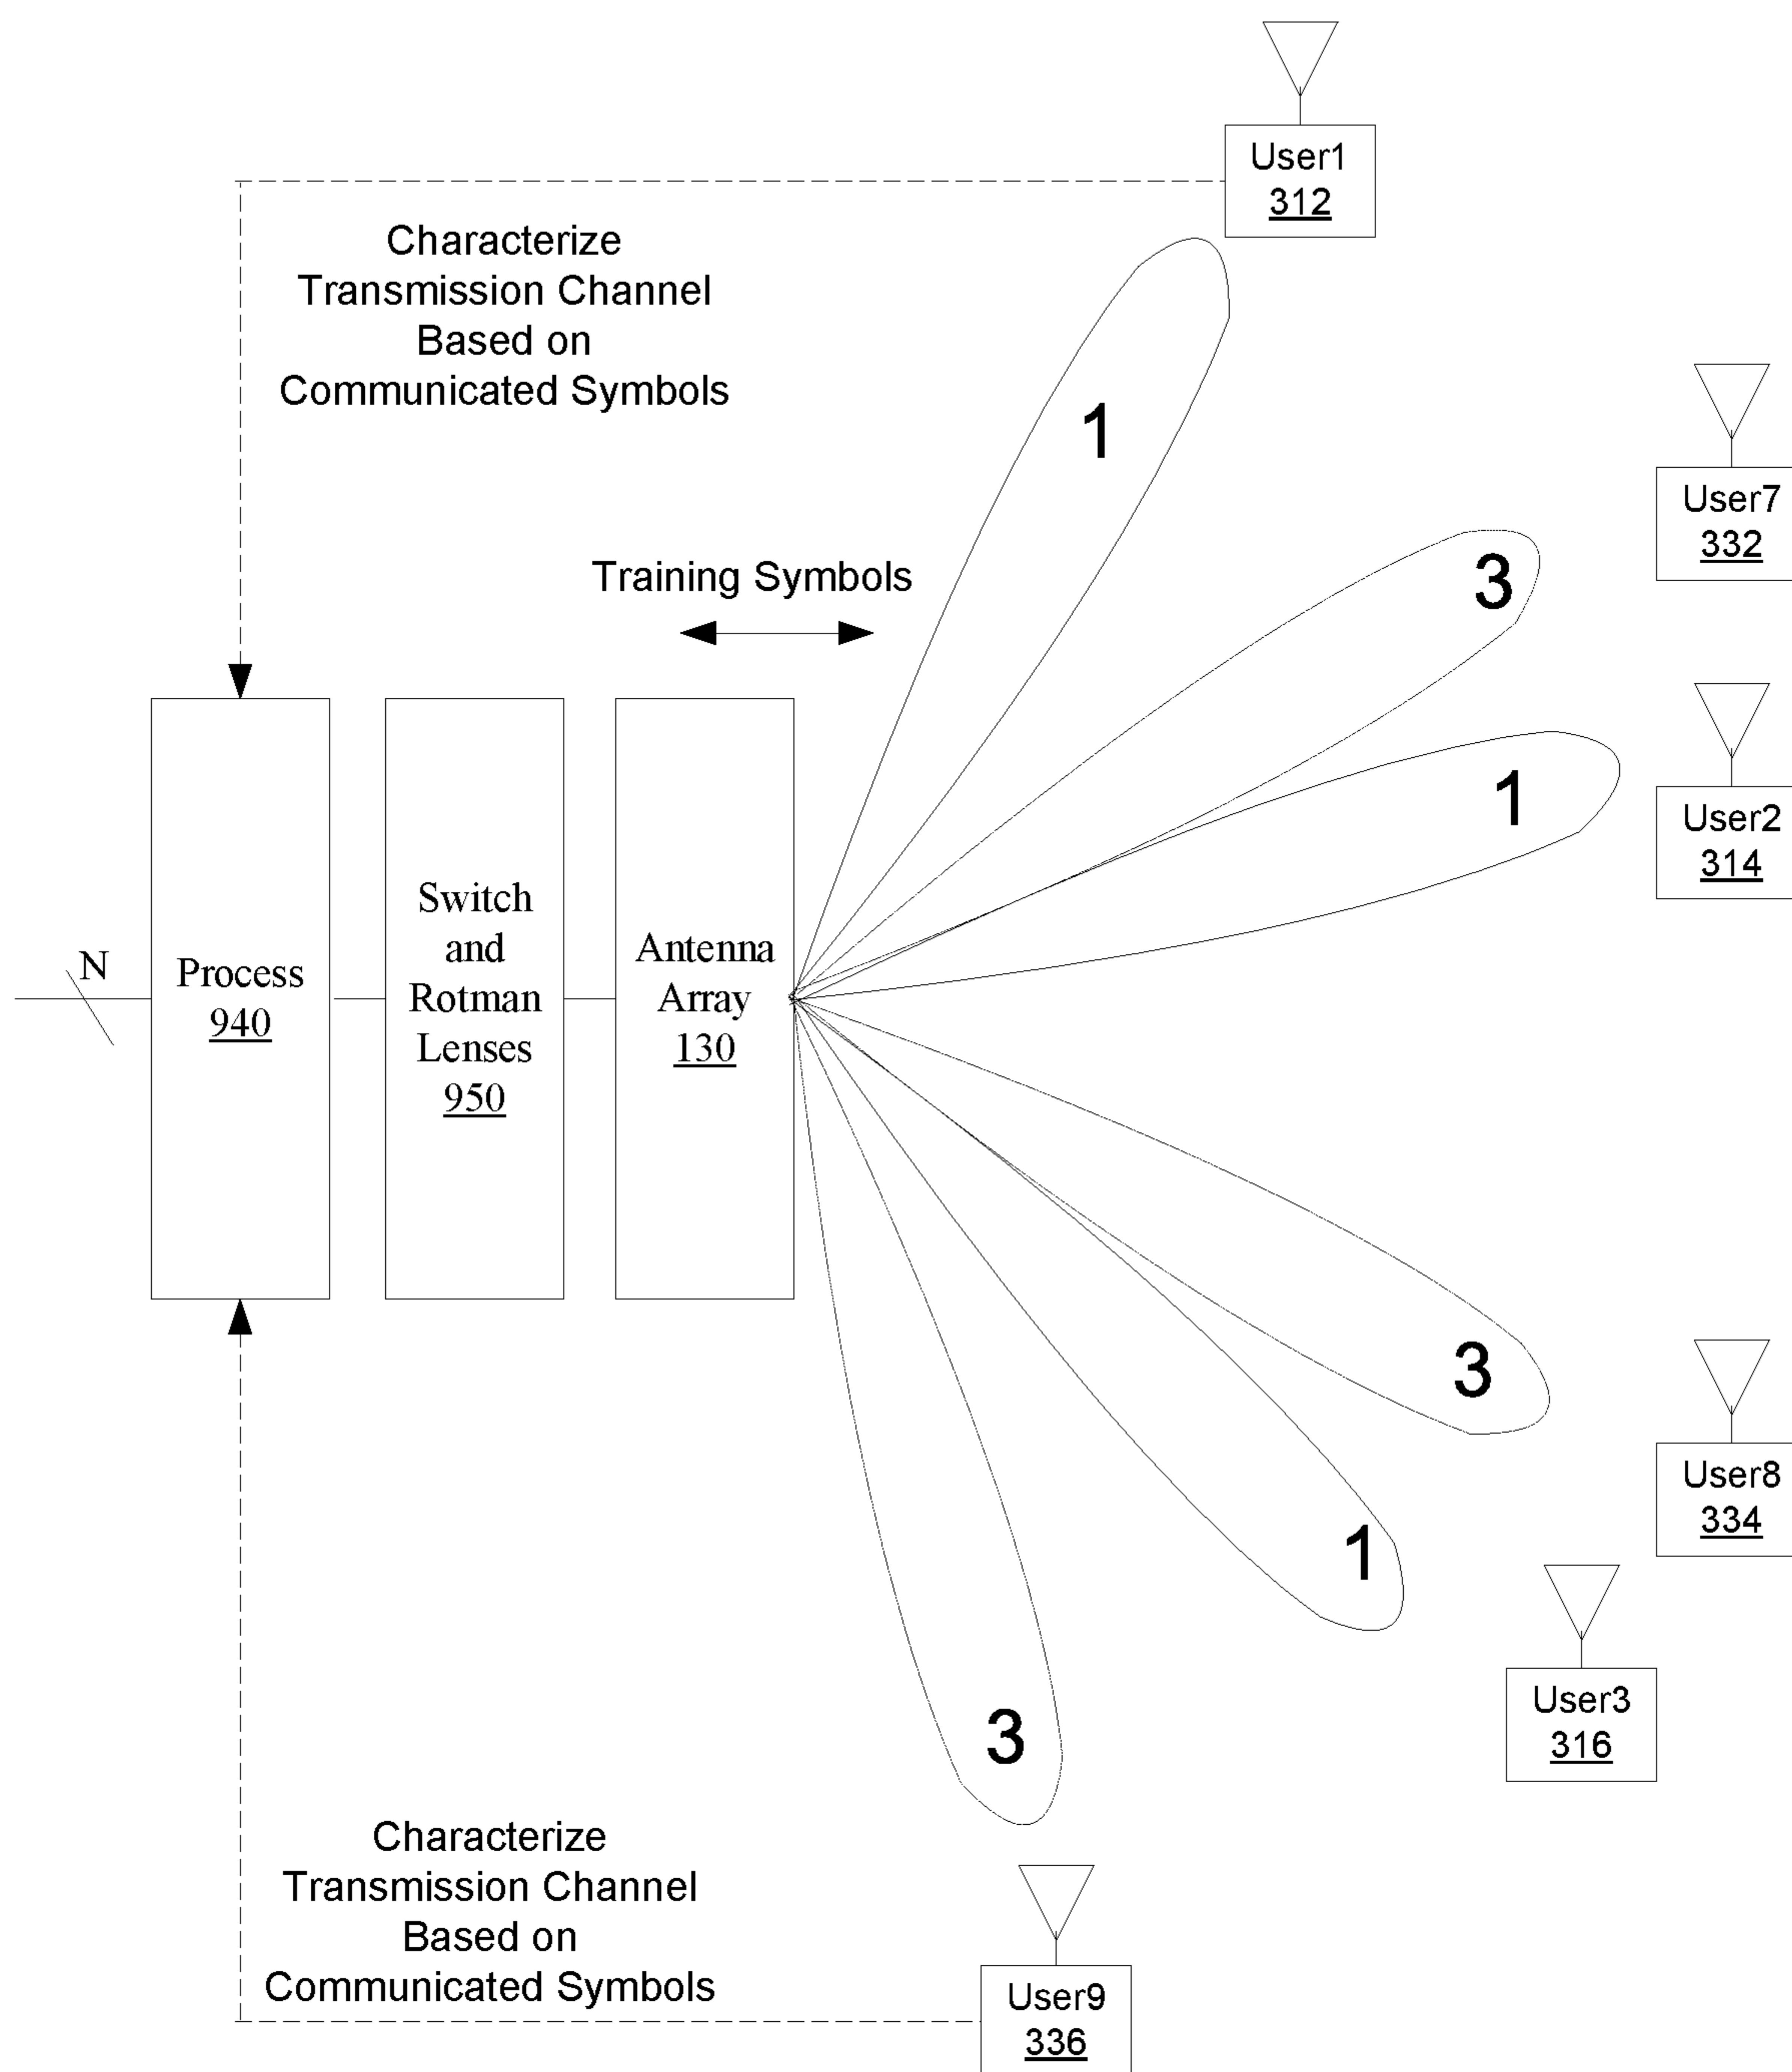 User1
312
Characterize
Transmission Channel
Based on
Communicated Symbols
1
User7
332
3
Training Symbols
1
User2
314
N
Process
940
Switch
and
Rotman
Lenses
950
Antenna
Array
130
3
User8
334
1
User3
316
3
Characterize
Transmission Channel
Based on
Communicated Symbols
User9
336